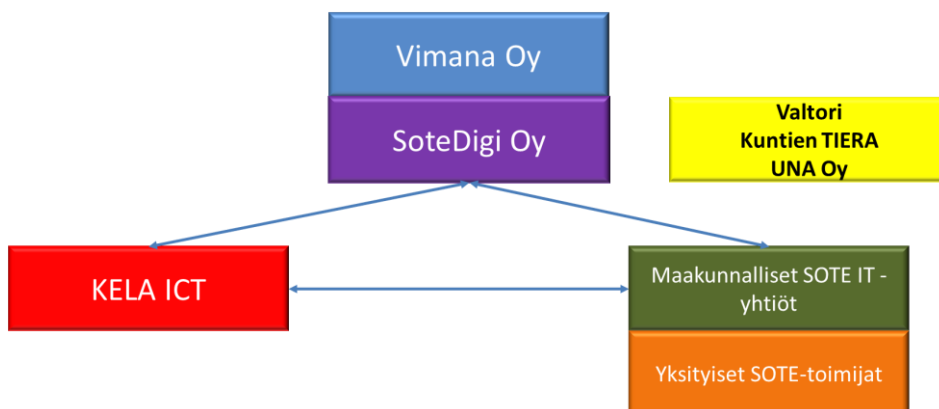 Vimana Oy
SoteDigi Oy
Valtori
Kuntien TIERA
UNA Oy
KELA ICT
Maakunnalliset SOTE IT -
yhtiöt
Yksityiset SOTE-toimijat